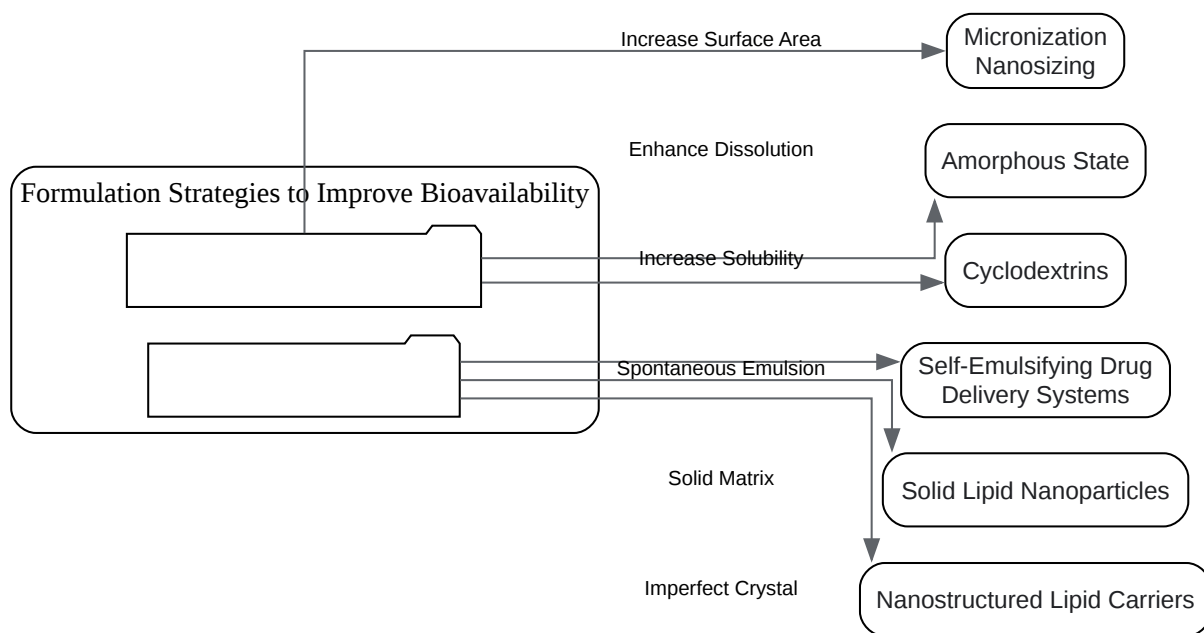 Increase Surface Area
Micronization
Nanosizing
Enhance Dissolution
Amorphous State
Formulation Strategies to Improve Bioavailability
Increase Solubility
Cyclodextrins
Spontaneous Emulsion
Self-Emulsifying Drug
Delivery Systems
Solid Matrix
Solid Lipid Nanoparticles
Imperfect Crystal
Nanostructured Lipid Carriers